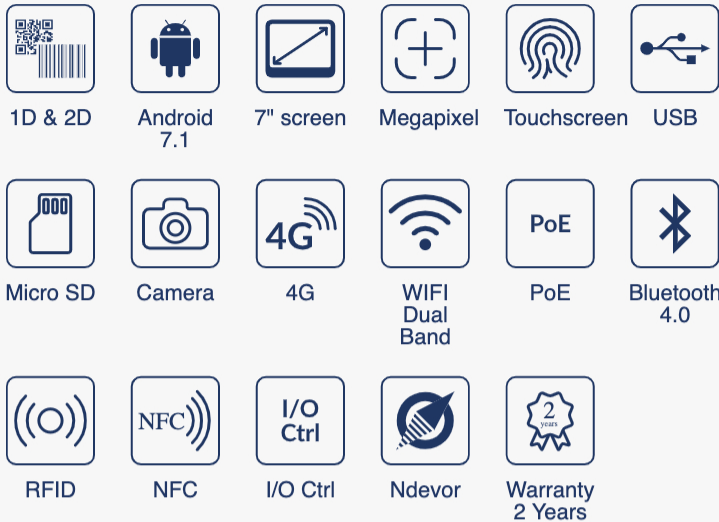 1D & 2D
Android
7.1
7" screen
Megapixel
Touchscreen
USB
Micro SD
Camera
4G
4G
WIFI
Dual
Band
PoE
PoE
Bluetooth
4.0
RFID
NFC
NFC
I/O
Ctrl
I/O Ctrl
Ndevor
2
years
Warranty
2 Years